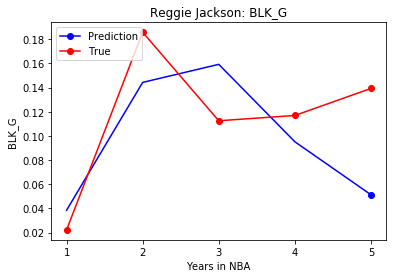 Reggie Jackson: BLK_G
Prediction
True
BLK_G
0.18
0.16
0.14
0.12
0.10
0.08
0.06
0.04
0.02
1 2 3 4 5
Years in NBA